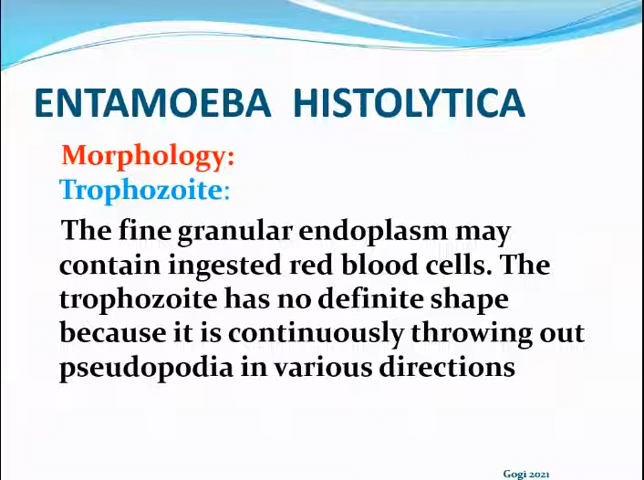 ENTAMOEBA HISTOLYTICA
Morphology:
Trophozoite:
The fine granular endoplasm may
contain ingested red blood cells. The
trophozoite has no definite shape
because it is continuously throwing out
pseudopodia in various directions
Gogi 2021